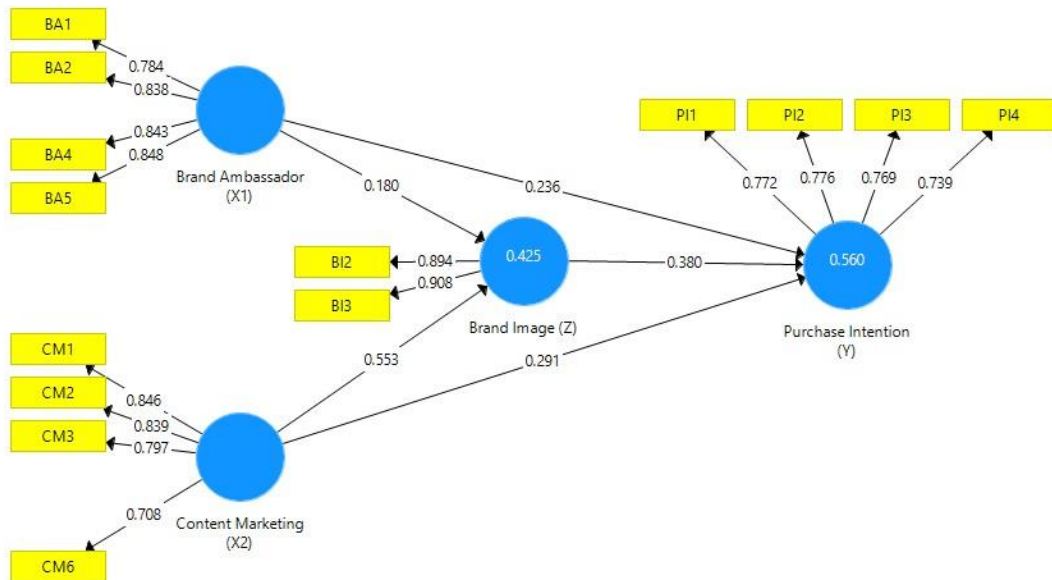 BA1
BA2
BA4
BA5
0.784
0.838
0.843
0.848
Brand Ambassador
(X1)
PI1
PI2
PI3
PI4
0.772
0.776
0.769
0.739
0.180
0.236
BI2
BI3
0.894
0.908
0.425
Brand Image (Z)
0.380
0.560
Purchase Intention
(Y)
0.553
0.291
CM1
CM2
CM3
CM6
0.846
0.839
0.797
0.708
Content Marketing
(X2)